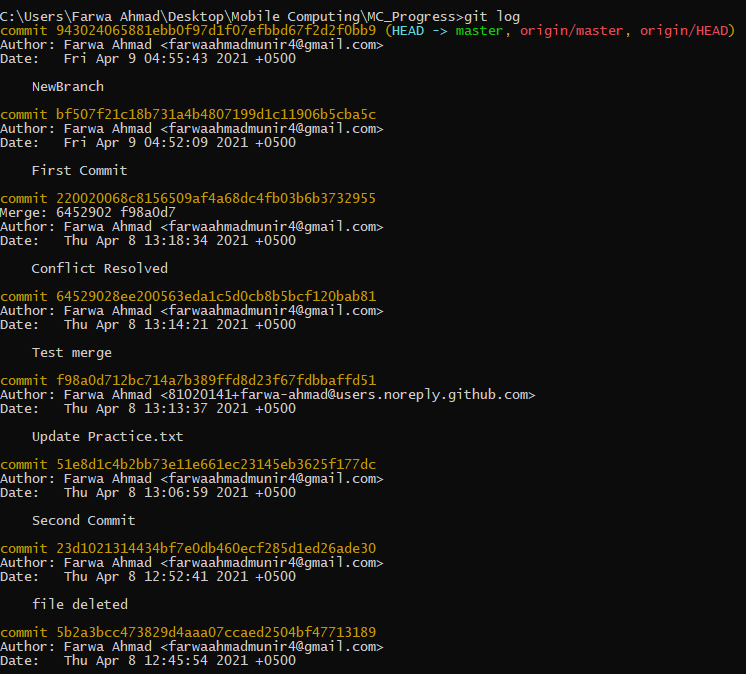 C:\Users\Farwa Ahmad\Desktop\Mobile Computing\MC_Progress>git log
commit 943024065881ebb0f97d1f07efbbd67f2d2f0bb9 (HEAD -> master, origin/master, origin/HEAD)
Author: Farwa Ahmad <farwaahmadmunir4@gmail.com>
Date:   Fri Apr 9 04:55:43 2021 +0500
    NewBranch
commit bf507f21c18b731a4b4807199d1c11906b5cba5c
Author: Farwa Ahmad <farwaahmadmunir4@gmail.com>
Date:   Fri Apr 9 04:52:09 2021 +0500
    First Commit
commit 220020068c8156509af4a68dc4fb03b6b3732955
Merge: 6452902 f98a0d7
Author: Farwa Ahmad <farwaahmadmunir4@gmail.com>
Date:   Thu Apr 8 13:18:34 2021 +0500
    Conflict Resolved
commit 64529028ee200563eda1c5d0cb8b5bcf120bab81
Author: Farwa Ahmad <farwaahmadmunir4@gmail.com>
Date:   Thu Apr 8 13:14:21 2021 +0500
    Test merge
commit f98a0d712bc714a7b389ffd8d23f67fdbbaffd51
Author: Farwa Ahmad <81020141+farwa-ahmad@users.noreply.github.com>
Date:   Thu Apr 8 13:13:37 2021 +0500
    Update Practice.txt
commit 51e8d1c4b2bb73e11e661ec23145eb3625f177dc
Author: Farwa Ahmad <farwaahmadmunir4@gmail.com>
Date:   Thu Apr 8 13:06:59 2021 +0500
    Second Commit
commit 23d1021314434bf7e0db460ecf285d1ed26ade30
Author: Farwa Ahmad <farwaahmadmunir4@gmail.com>
Date:   Thu Apr 8 12:52:41 2021 +0500
    file deleted
commit 5b2a3bcc473829d4aaa07ccaed2504bf47713189
Author: Farwa Ahmad <farwaahmadmunir4@gmail.com>
Date:   Thu Apr 8 12:45:54 2021 +0500